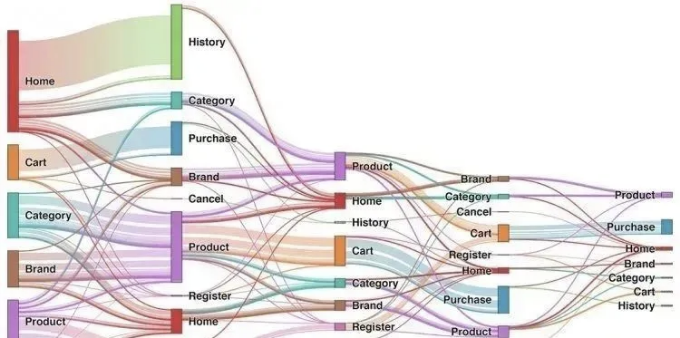 Home
Cart
Category
Brand
Product
History
Category
Purchase
Brand
Cancel
Product
Register
Home
Product
Home
History
Cart
Category
Brand
Register
Brand
Category
Cancel
Cart
Register
Home
Purchase
Product
Product
Purchase
Home
Brand
Category
Cart
History